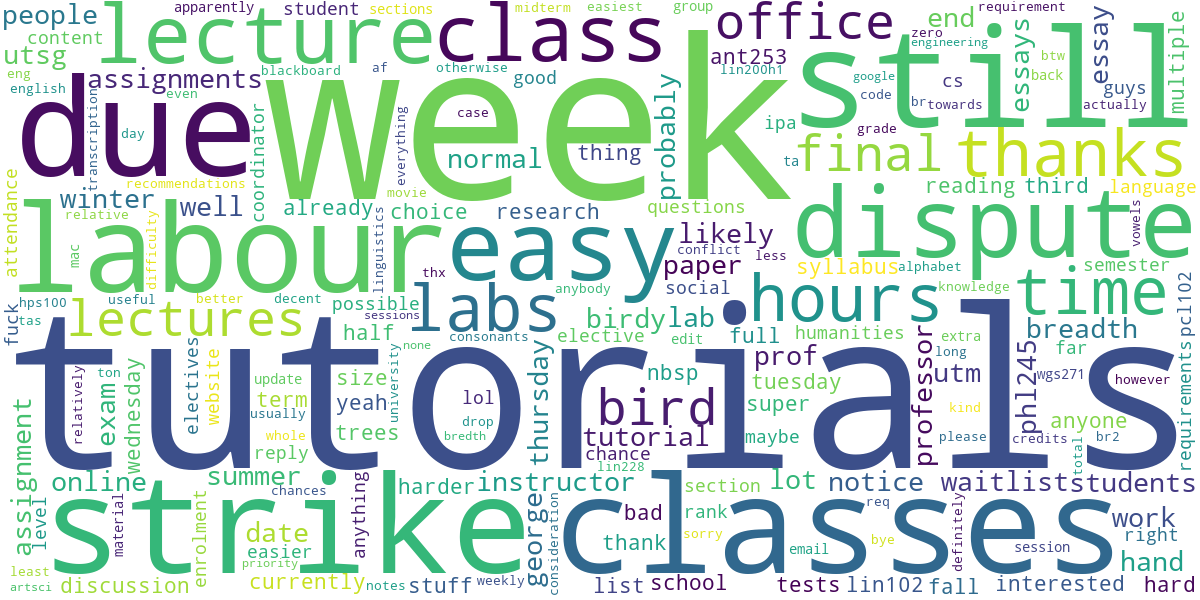 people
apparently
student
sections
midterm
easiest
group
requirement
content
lecture
class
office
end
essay
multiple
utsg
zero
engineering
ant253
essays
btw
eng
assignments
blackboard
af
otherwise
good
lin200h1
google
cs
back
guys
english
even
week
still
code
br
towards
actually
due
transcription
day
coordinator
everything
case
probably
ipa
grade
normal
thing
ta
final
thanks
attendance
recommendations
winter
well
already
movie
choice
research
questions
reading
third
language
relative
difficulty
labour
linguistics
easy
likely
conflict
less
dispute
vowels
mac
thx
paper
syllabus
alphabet
semester
anybody
social
hours
knowledge
time
hps100
useful
better
decent
possible
labs
tas
fuck
lectures
sessions
half
birdy
lab
elective
edit
full
humanities
extra
breadth
pcl102
far
website
electives
university
none
thursday
prof
professor
long
relatively
ton
update
size
nbsp
tuesday
utm
phl245
wgs271
however
tutorials
exam
wednesday
term
yeah
lol
bird
super
kind
requirements
usually
drop
anyone
assignment
whole
trees
bredth
tutorial
maybe
please
credits
br2
total
reply
chance
lin228
online
summer
harder
instructor
section
lot
notice
waitlist
students
level
material
enrolment
chances
anything
george
consideration
rank
req
definitely
strike
classes
date
bad
work
easier
thank
sorry
bye
session
right
priority
email
hand
least
artsci
discussion
currently
notes
stuff
weekly
list
school
tests
lin102
fall
interested
hard